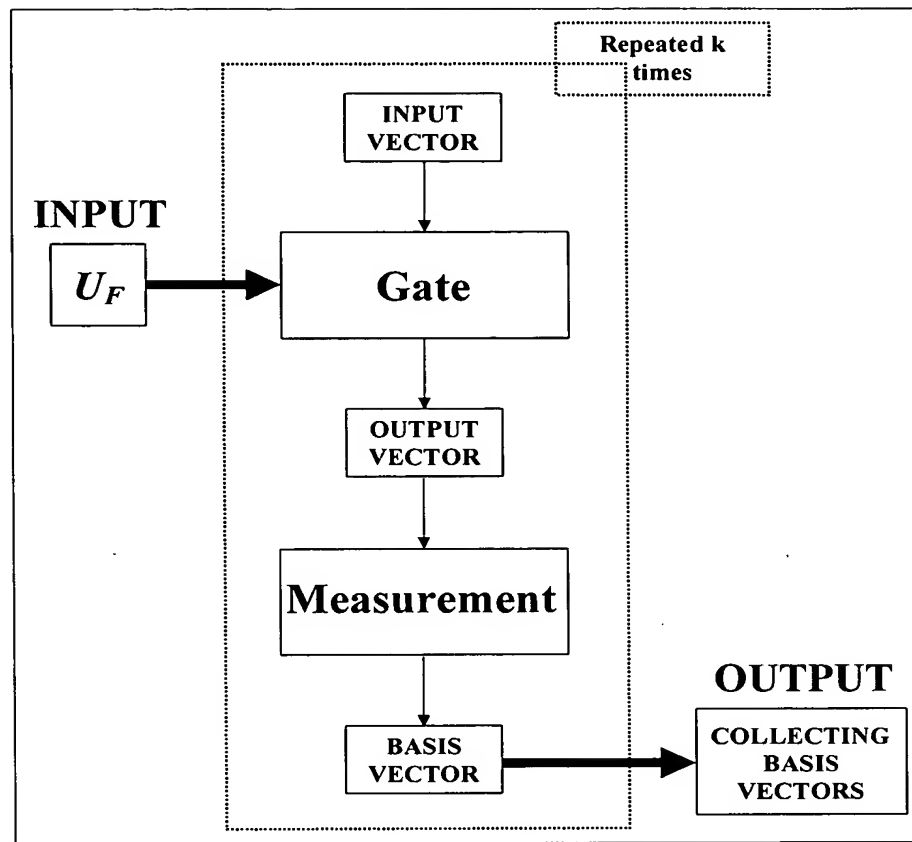 Repeated k
times
INPUT
VECTOR
INPUT
U_F
Gate
OUTPUT
VECTOR
Measurement
OUTPUT
BASIS
VECTOR
COLLECTING
BASIS
VECTORS